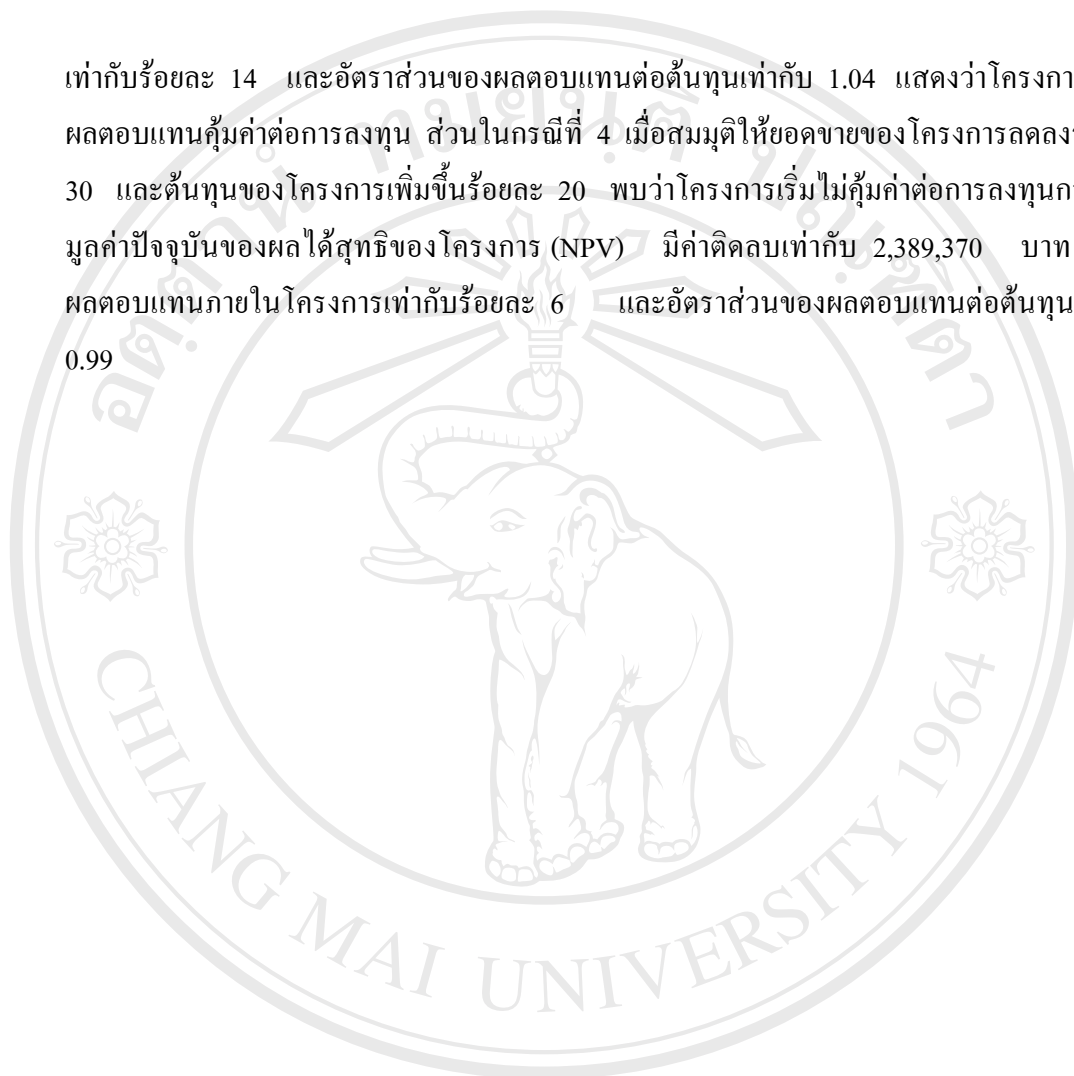 เท่ากับร้อยละ 14 และอัตราส่วนของผลตอบแทนต่อต้นทุนเท่ากับ 1.04 แสดงว่าโครงกา
ผลตอบแทนคุ้มค่าต่อการลงทุน ส่วนในกรณีที่ 4 เมื่อสมมุติให้ยอดขายของโครงการลดลง
30 และต้นทุนของโครงการเพิ่มขึ้นร้อยละ 20 พบว่าโครงการเริ่มไม่คุ้มค่าต่อการลงทุน
มูลค่าปัจจุบันของผลได้สุทธิของโครงการ (NPV) มีค่าติดลบเท่ากับ 2,389,370 บาท
ผลตอบแทนภายในโครงการเท่ากับร้อยละ 6 และอัตราส่วนของผลตอบแทนต่อต้นทุน
0.99
อตฺตานํ ทมยนฺติ ปณฺฑิตา
CHIANG MAI UNIVERSITY 1964